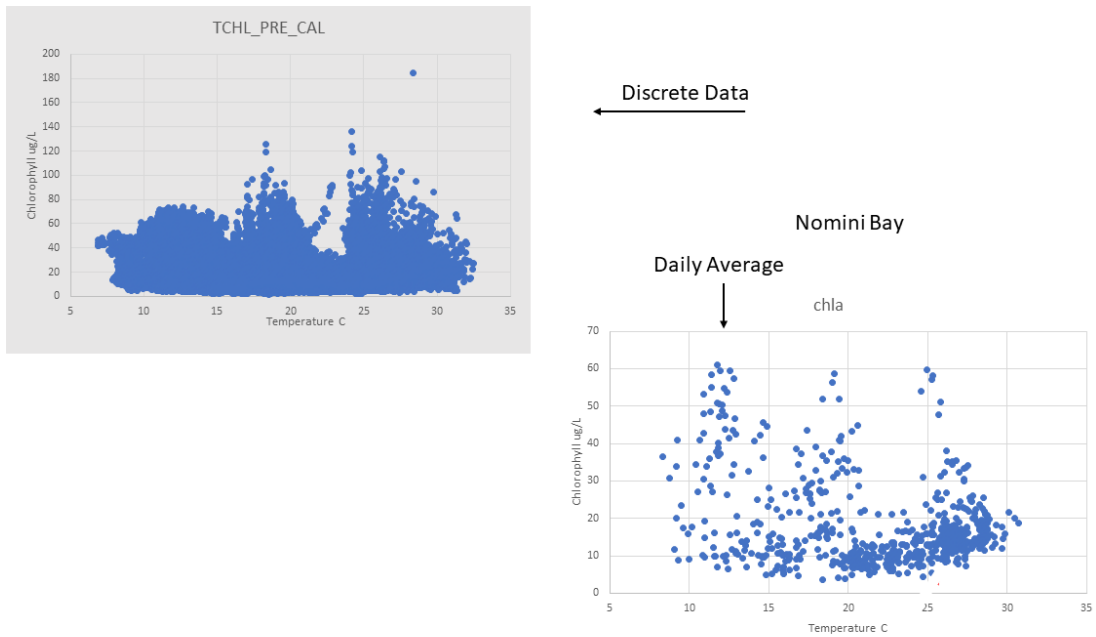 TCHL_PRE_CAL
200
180
160
140
120
100
80
60
40
20
0
Chlorophyll ug/L
5 10 15 20 25 30 35
Temperature C
Discrete Data
Nomini Bay
Daily Average
chla
70
60
50
40
30
20
10
0
Chlorophyll ug/L
5 10 15 20 25 30 35
Temperature C